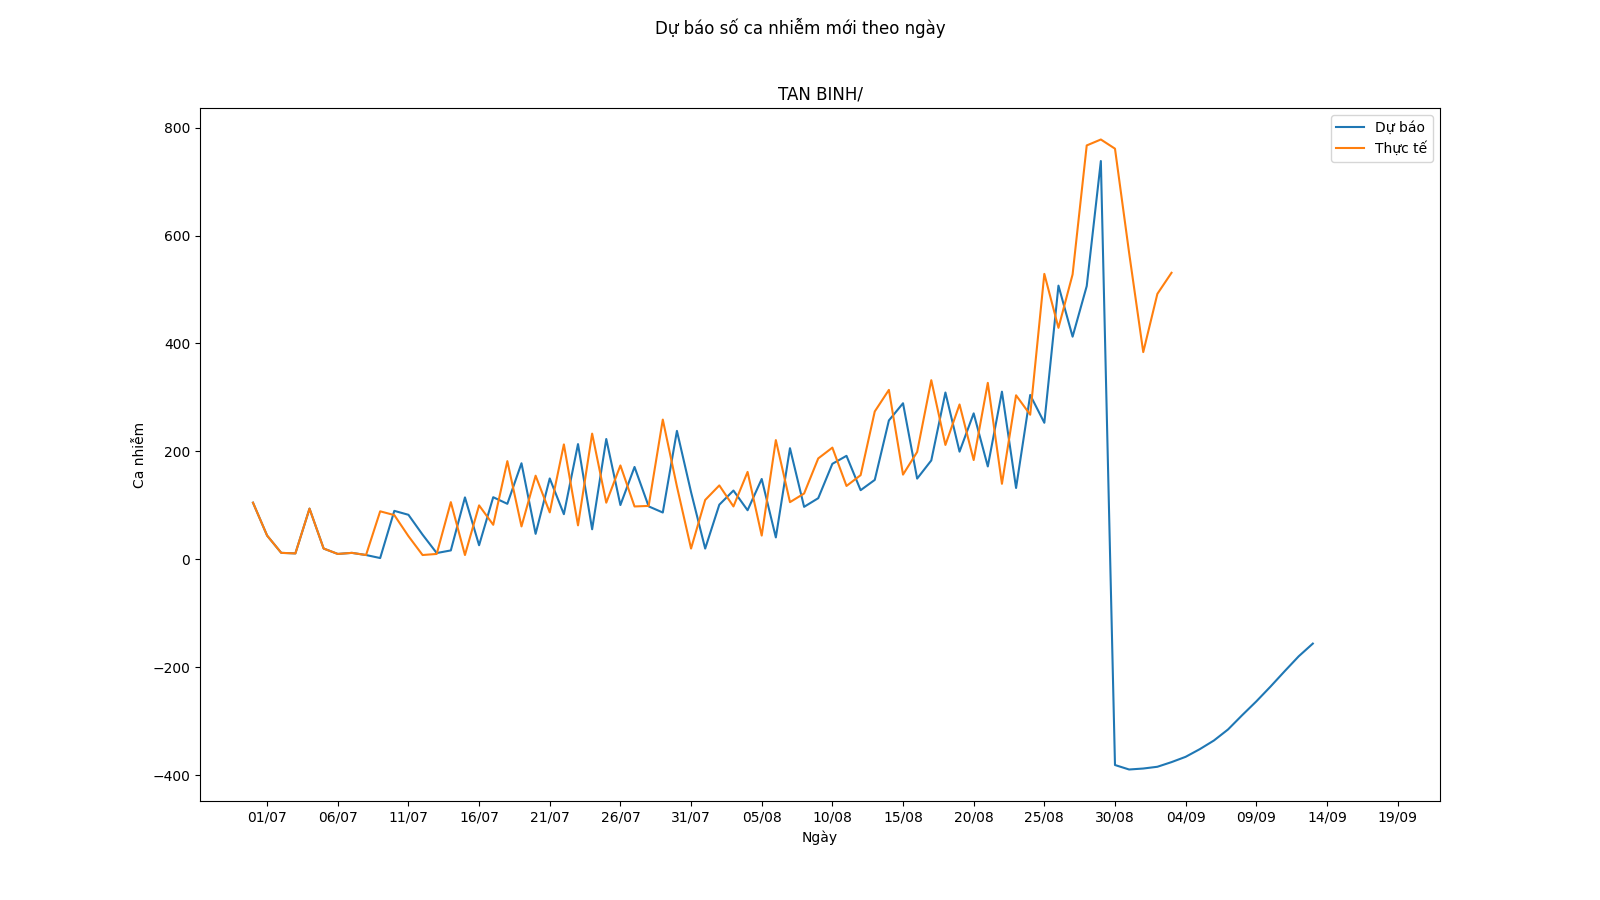 Dự báo số ca nhiễm mới theo ngày
TAN BINH/
Dự báo
Thực tế
800
600
400
200
0
−200
−400
Ca nhiễm
01/07 06/07 11/07 16/07 21/07 26/07 31/07 05/08 10/08 15/08 20/08 25/08 30/08 04/09 09/09 14/09 19/09
Ngày